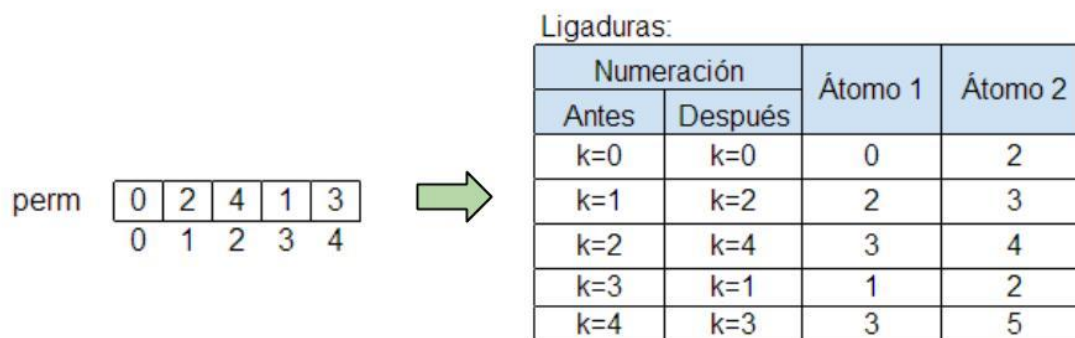 Ligaduras:
Numeración Átomo 1 Átomo 2
Antes Después
k=0 k=0 0 2
perm 0 2 4 1 3
0 1 2 3 4
k=1 k=2 2 3
k=2 k=4 3 4
k=3 k=1 1 2
k=4 k=3 3 5